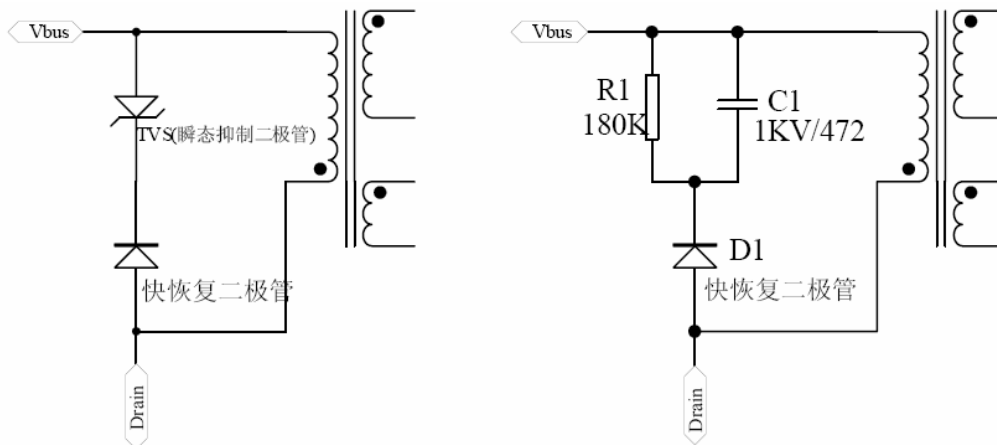 Vbus
TVS(瞬态抑制二极管)
快恢复二极管
Drain
Vbus
R1
180K
C1
1KV/472
D1
快恢复二极管
Drain